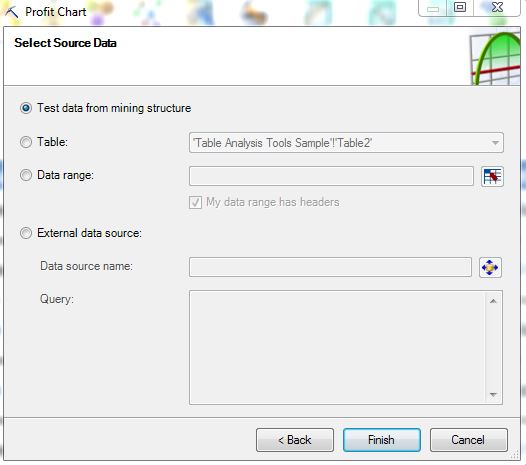 Profit Chart
Select Source Data
Test data from mining structure
Table:
'Table Analysis Tools Sample'!'Table2'
Data range:
My data range has headers
External data source:
Data source name:
Query:
< Back
Finish
Cancel